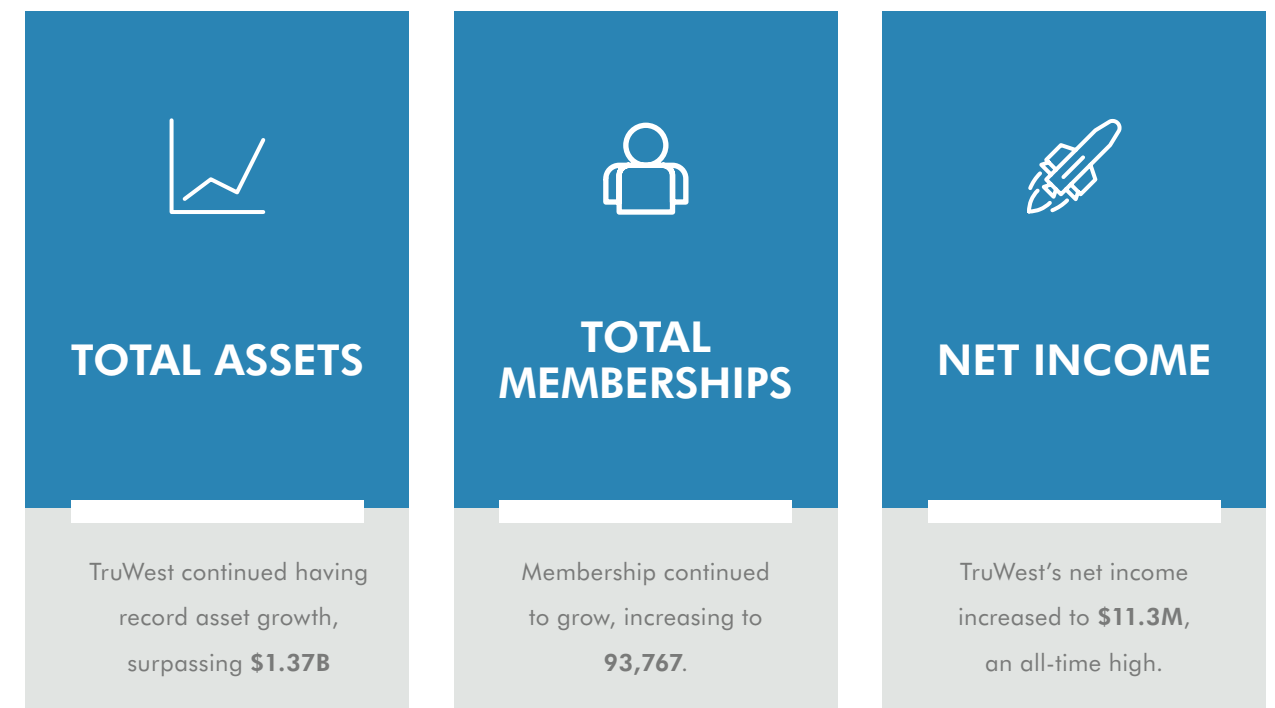 TOTAL ASSETS
TruWest continued having
record asset growth,
surpassing $1.37B
TOTAL
MEMBERSHIPS
Membership continued
to grow, increasing to
93,767.
NET INCOME
TruWest’s net income
increased to $11.3M,
an all-time high.